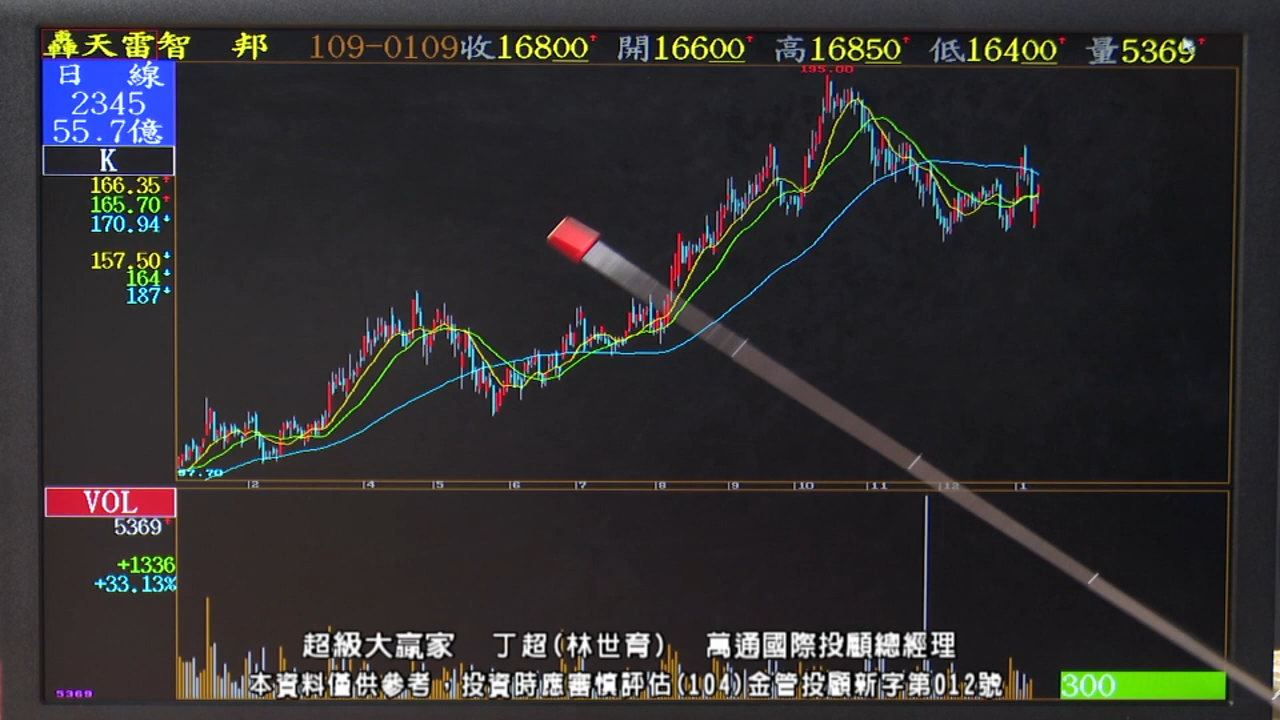 轟天雷智 邦 109-0109收16800↑ 開16600↑ 高16850↑ 低16400↑ 量5369↑
日 線
2345
55.7億
K
166.35↑
165.70↑
170.94↓
157.50↓
164↓
187↓
195.00
97.70
2 4 5 6 7 8 9 10 11 12 1
VOL
5369↑
+1336
+33.13%
5369
超級大贏家 丁超(林世育) 萬通國際投顧總經理
本資料僅供參考,投資時應審慎評估(104)金管投顧新字第012號
300